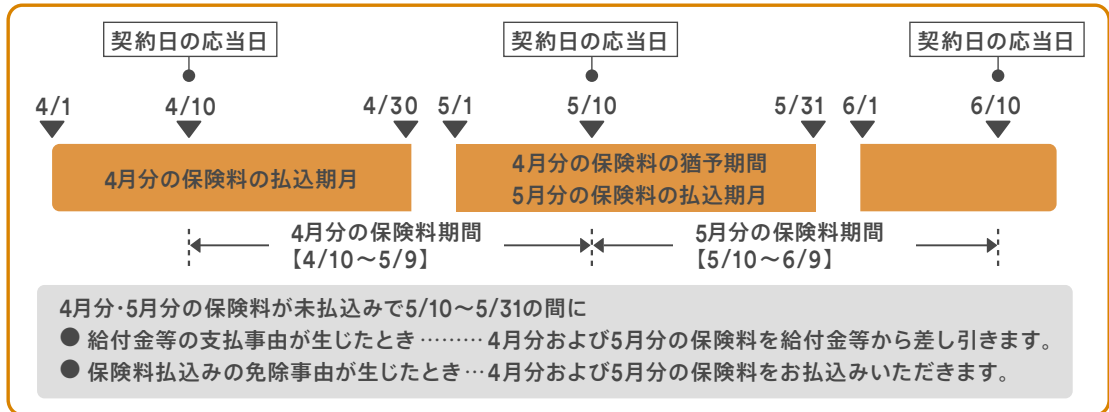 契約日の応当日 契約日の応当日 契約日の応当日
4/1 4/10 4/30 5/1 5/10 5/31 6/1 6/10
4月分の保険料の払込期月
4月分の保険料の猶予期間
5月分の保険料の払込期月
4月分の保険料期間
【4/10〜5/9】
5月分の保険料期間
【5/10〜6/9】
4月分・5月分の保険料が未払込みで5/10〜5/31の間に
● 給付金等の支払事由が生じたとき ……… 4月分および5月分の保険料を給付金等から差し引きます。
● 保険料払込みの免除事由が生じたとき … 4月分および5月分の保険料をお払込みいただきます。